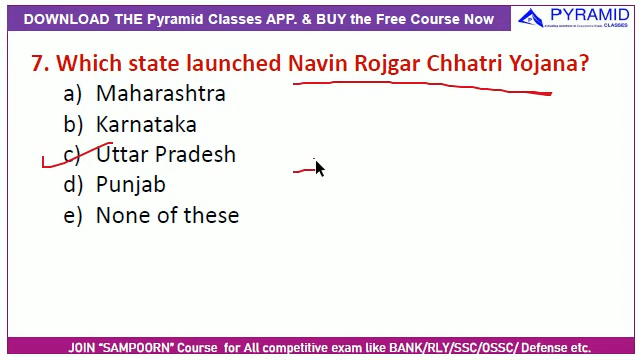 DOWNLOAD THE Pyramid Classes APP. & BUY the Free Course Now
PYRAMID
CLASSES
7. Which state launched Navin Rojgar Chhatri Yojana?
a) Maharashtra
b) Karnataka
c) Uttar Pradesh
d) Punjab
e) None of these
JOIN “SAMPOORN” Course for All competitive exam like BANK/RLY/SSC/OSSC/ Defense etc.